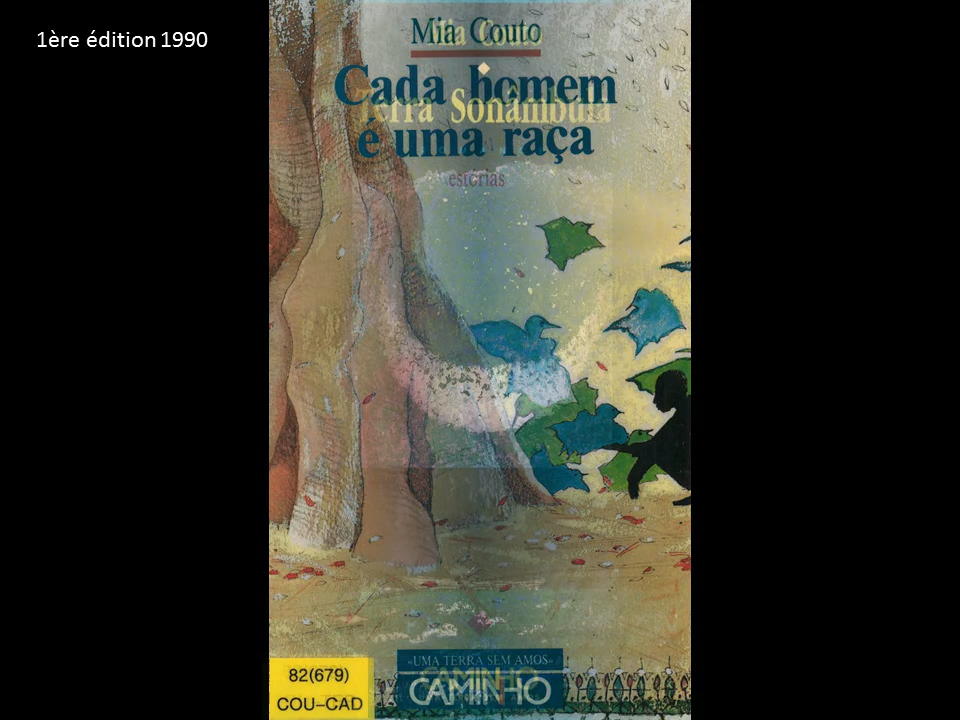 1ère édition 1990
Mia Couto
Cada homem
Terra Sonâmbula
é uma raça
estórias
«UMA TERRA SEM AMOS»
CAMINHO
82(679)
COU-CAD